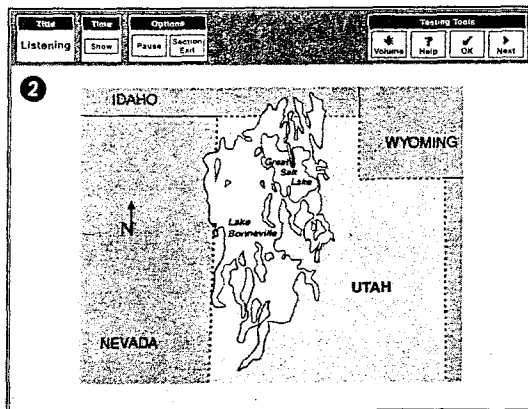 Title
Time
Options
Testing Tools
Listening
Show
Pause
Section
Exit
Volume
?
Help
OK
Next
2
IDAHO
WYOMING
Great
Salt
Lake
N
Lake
Bonneville
UTAH
NEVADA